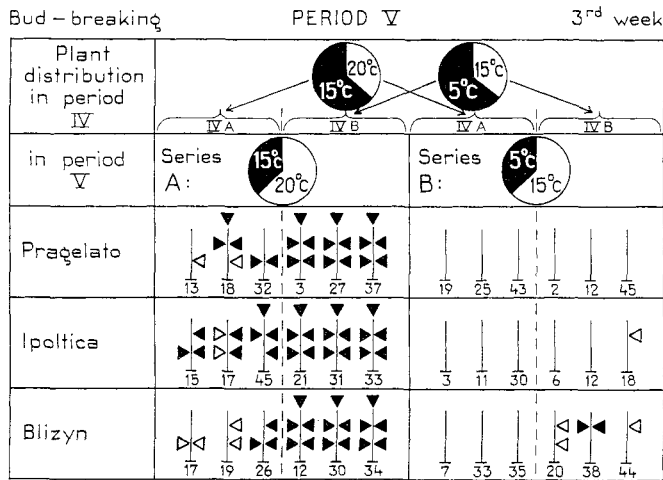 Bud-breaking PERIOD V 3rd week
Plant distribution in period IV
20°C 15°C 15°C 5°C
IV A IV B IV A IV B
in period V
Series A: 15°C 20°C Series B: 5°C 15°C
Pragelato 13 18 32 3 27 37 19 25 43 2 12 45
Ipoltica 15 17 45 21 31 33 3 11 30 6 12 18
Blizyn 17 19 26 12 30 34 7 33 35 20 38 44